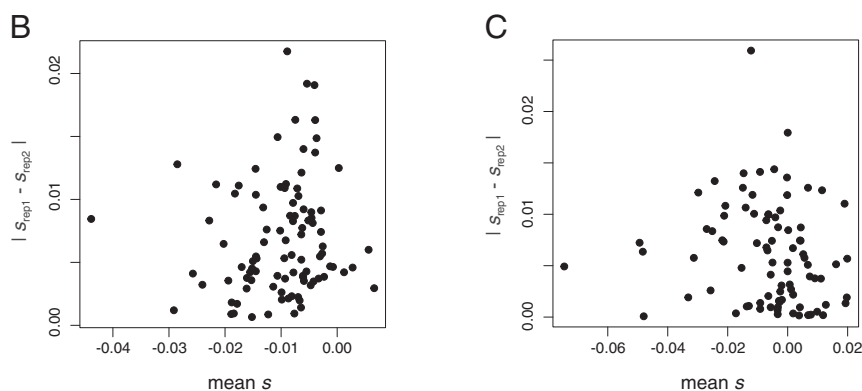 B
0.02
0.01
0.00
| s_rep1 - s_rep2 |
-0.04 -0.03 -0.02 -0.01 0.00
mean s
C
0.02
0.01
0.00
| s_rep1 - s_rep2 |
-0.06 -0.04 -0.02 0.00 0.02
mean s